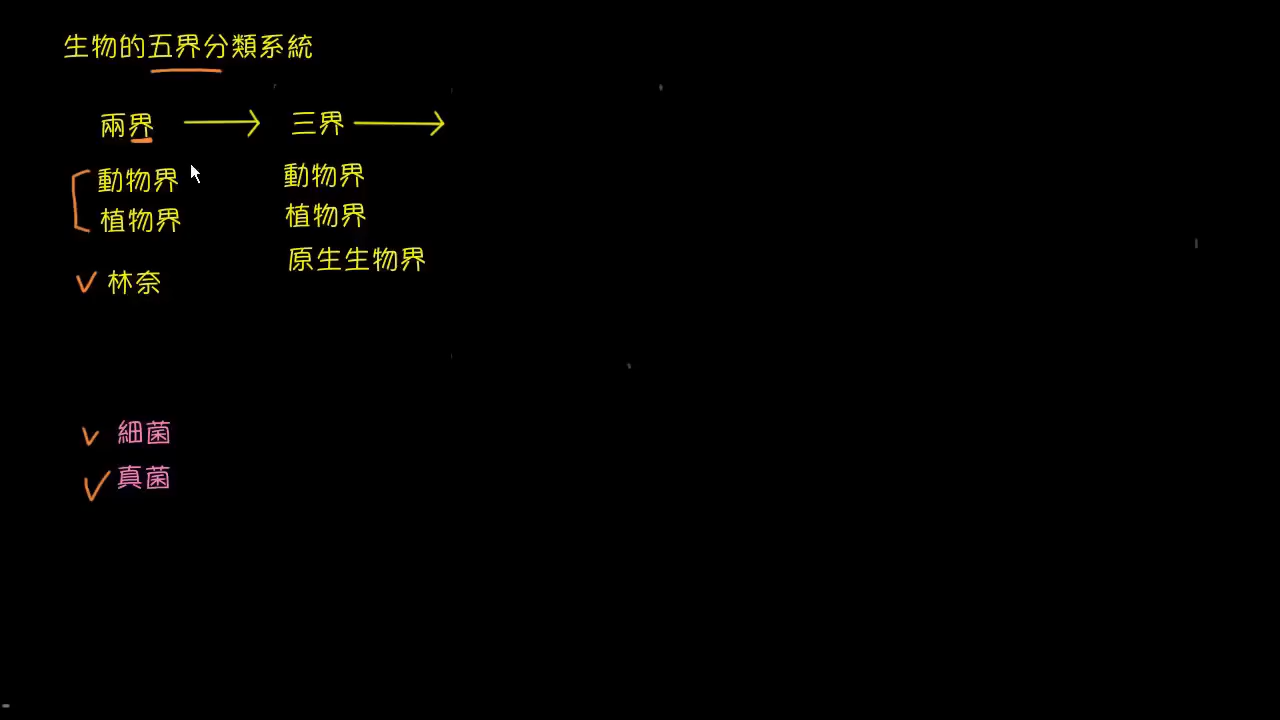 生物的五界分類系統
兩界 → 三界 →
動物界
植物界
林奈
動物界
植物界
原生生物界
細菌
真菌